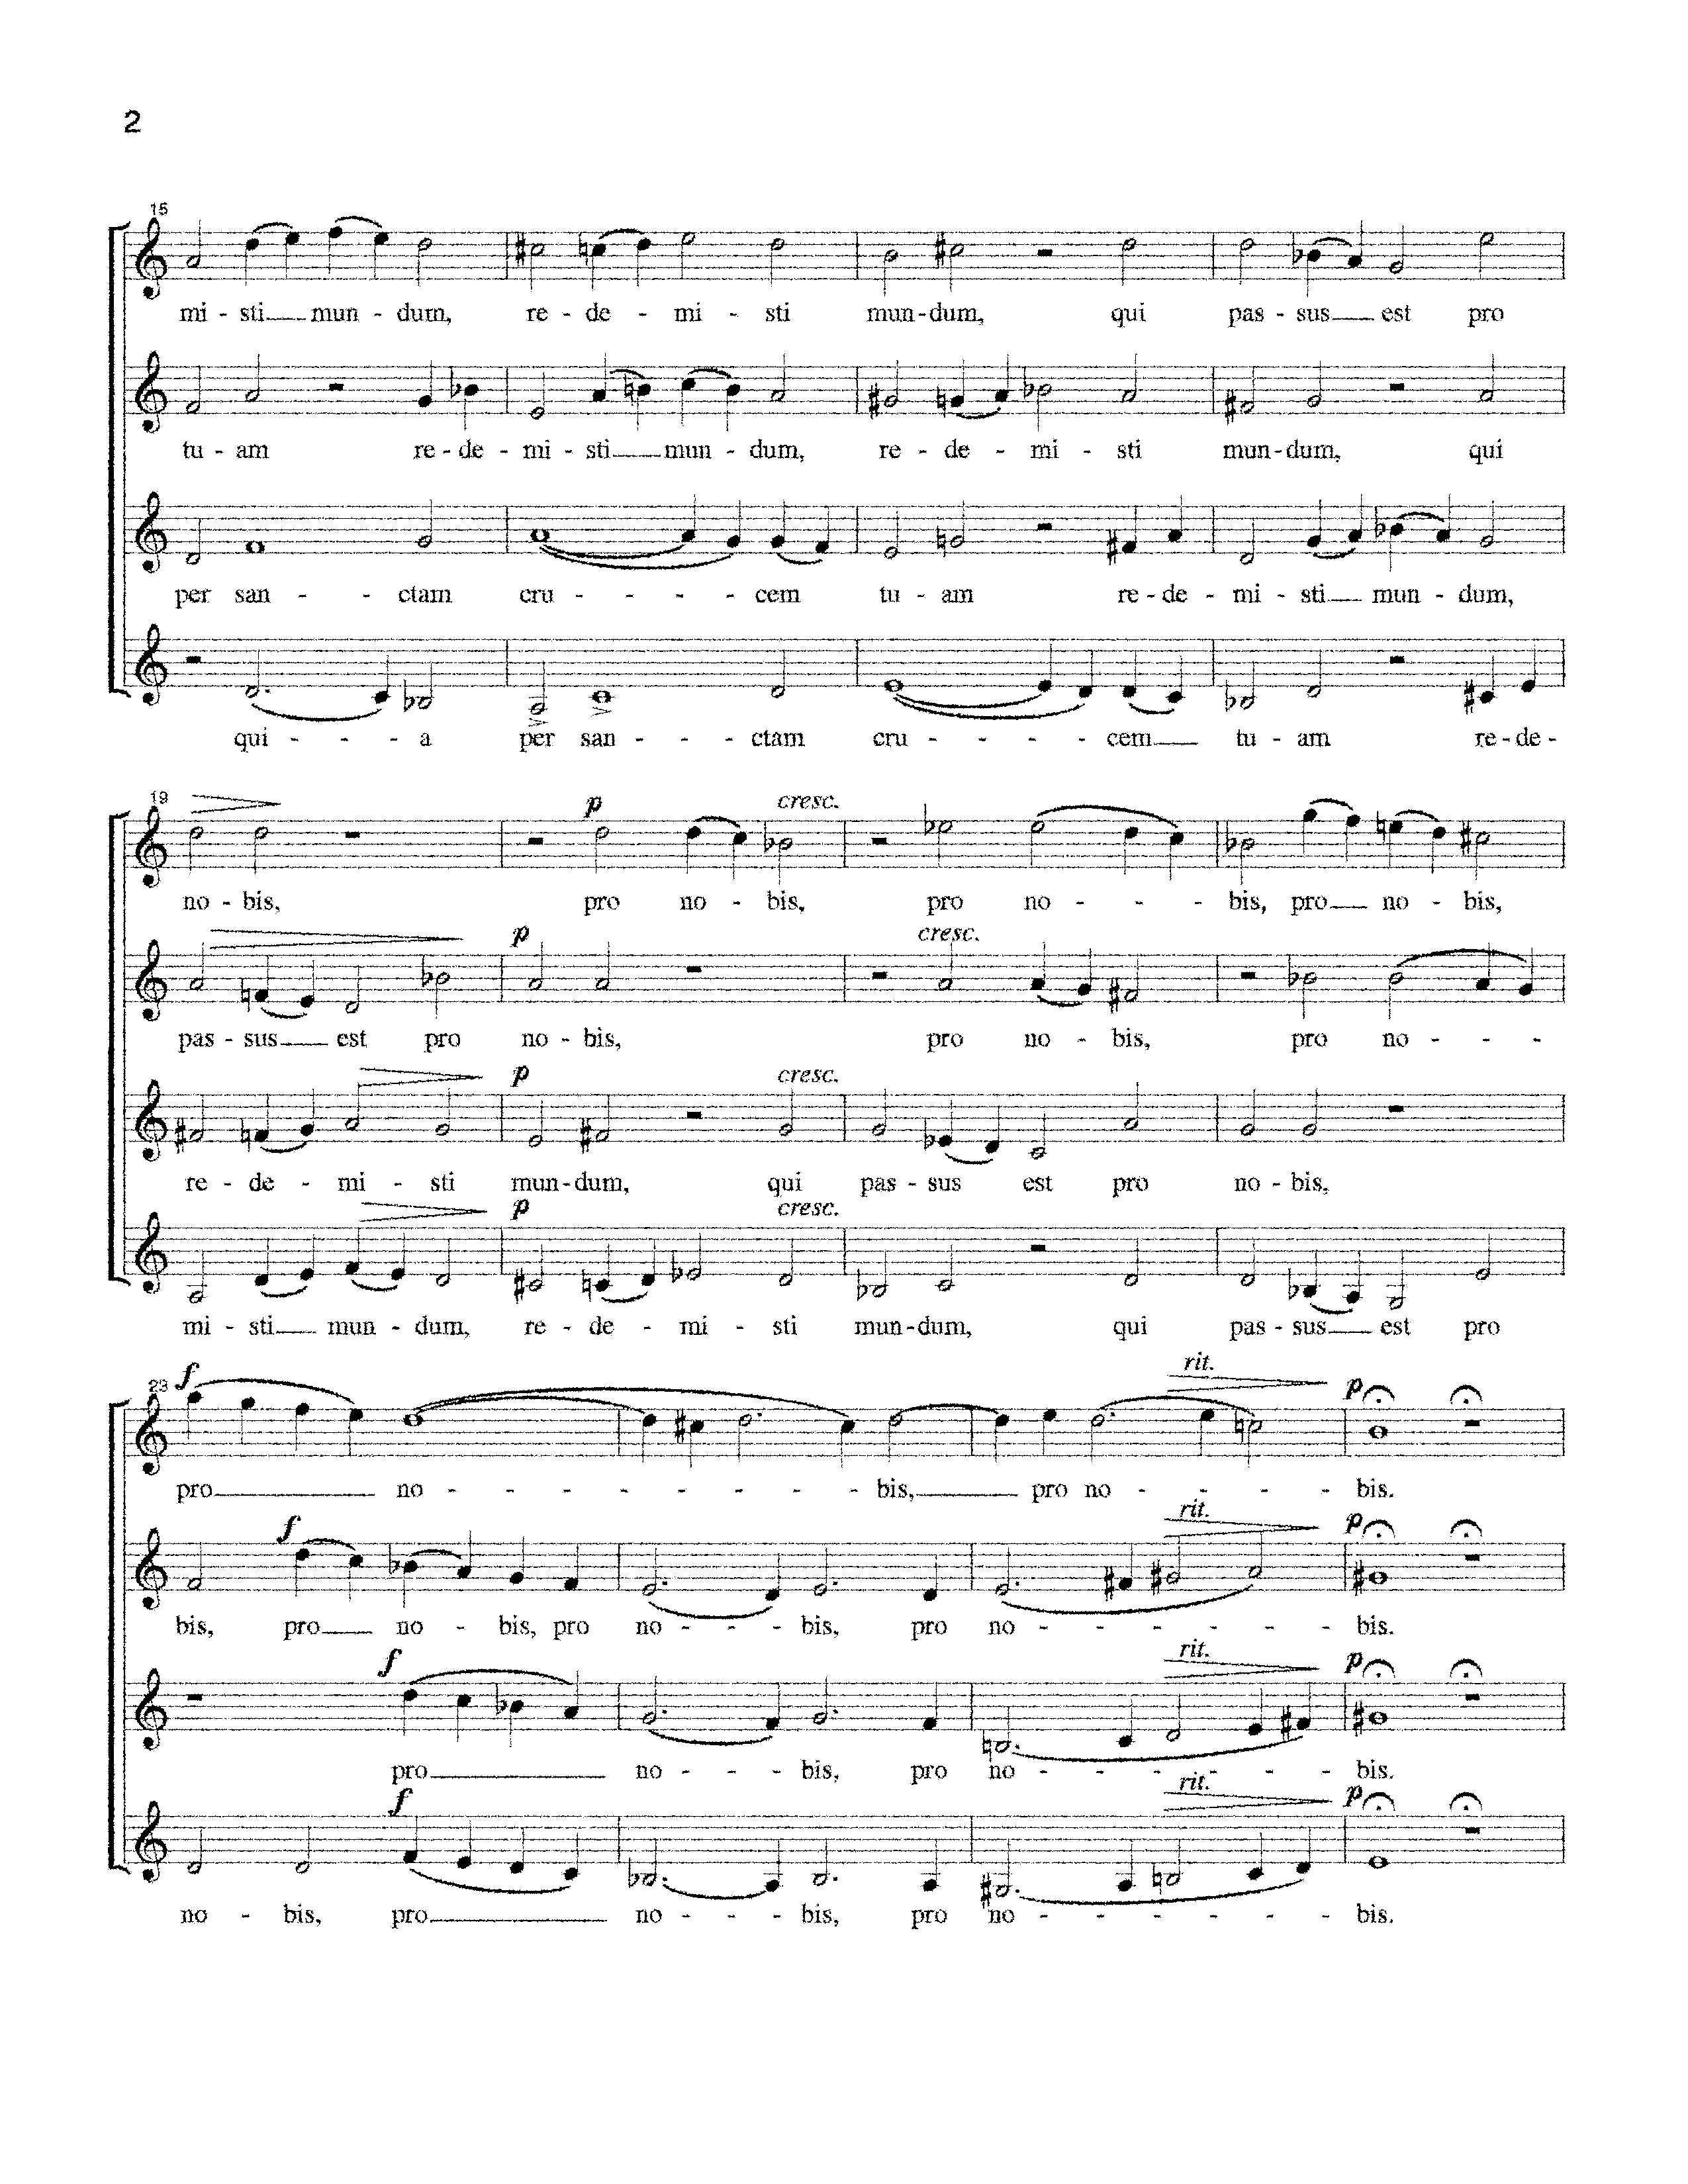 2
15
mi - sti mun - dum, re - de - mi - sti mun - dum, qui pas - sus est pro
tu - am re - de - mi - sti mun - dum, re - de - mi - sti mun - dum, qui
per san - - ctam cru - - - cem tu - am re - de - mi - sti mun - dum,
qui - - - a per san - - ctam cru - - - - cem tu - am re - de -
19
p cresc.
no - bis, pro no - bis, pro no - - - bis, pro no - bis,
p cresc.
pas - sus est pro no - bis, pro no - bis, pro no - - -
p cresc.
re - de - mi - sti mun - dum, qui pas - sus est pro no - bis,
p cresc.
mi - sti mun - dum, re - de - mi - sti mun - dum, qui pas - sus est pro
23
f rit. p
pro no - - - - - - - - bis, pro no - - - - bis.
f rit. p
bis, pro no - bis, pro no - - - bis, pro no - - - - - - bis.
f rit. p
pro no - - - bis, pro no - - - - - - bis.
f rit. p
no - bis, pro no - - - bis, pro no - - - - - - bis.